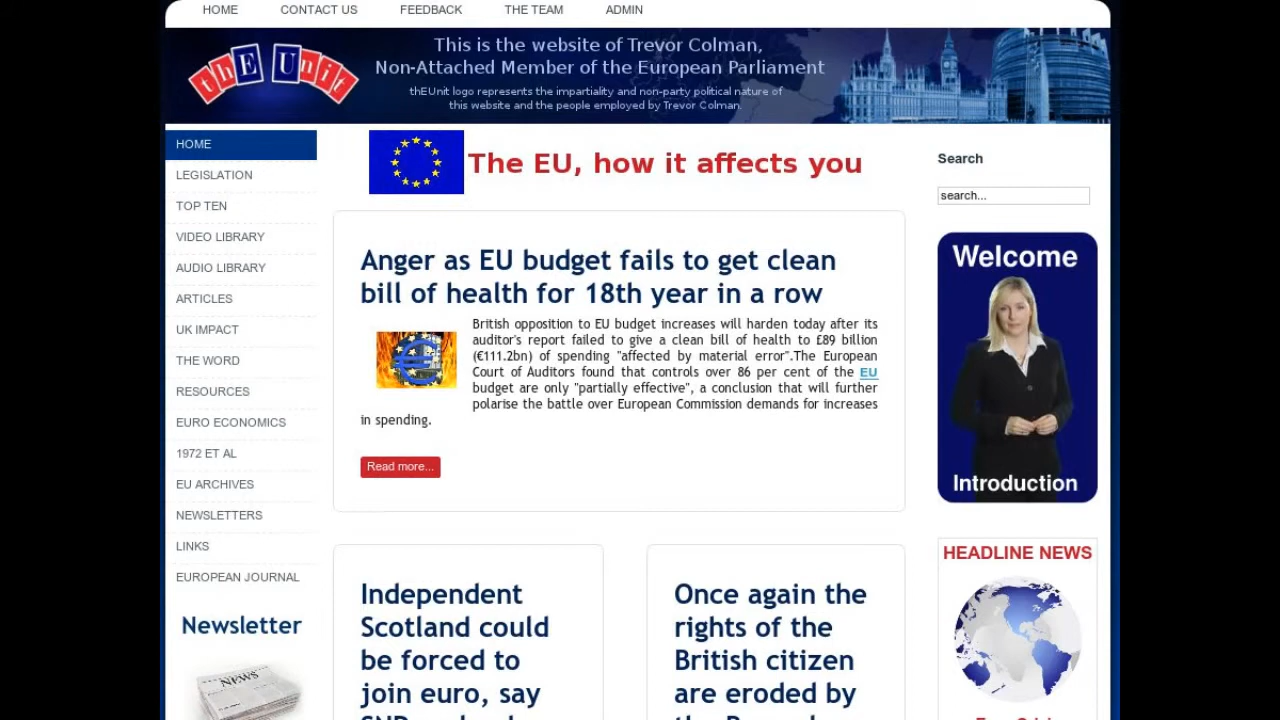 HOME CONTACT US FEEDBACK THE TEAM ADMIN
thEUnit
This is the website of Trevor Colman,
Non-Attached Member of the European Parliament
thEUnit logo represents the impartiality and non-party political nature of
this website and the people employed by Trevor Colman.
HOME
LEGISLATION
TOP TEN
VIDEO LIBRARY
AUDIO LIBRARY
ARTICLES
UK IMPACT
THE WORD
RESOURCES
EURO ECONOMICS
1972 ET AL
EU ARCHIVES
NEWSLETTERS
LINKS
EUROPEAN JOURNAL
Newsletter
NEWS
The EU, how it affects you
Anger as EU budget fails to get clean
bill of health for 18th year in a row
British opposition to EU budget increases will harden today after its
auditor's report failed to give a clean bill of health to £89 billion
(€111.2bn) of spending "affected by material error".The European
Court of Auditors found that controls over 86 per cent of the EU
budget are only "partially effective", a conclusion that will further
polarise the battle over European Commission demands for increases
in spending.
Read more...
Independent
Scotland could
be forced to
join euro, say
Once again the
rights of the
British citizen
are eroded by
Search
search...
Welcome
Introduction
HEADLINE NEWS